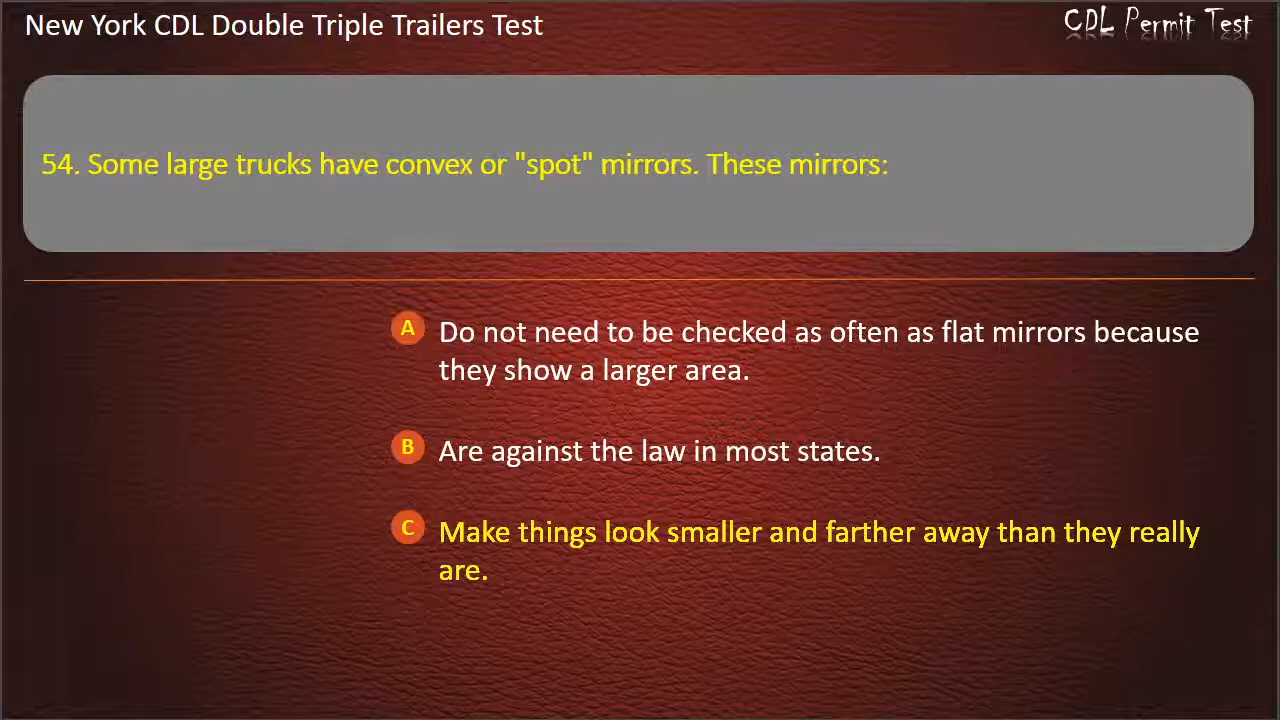 New York CDL Double Triple Trailers Test
CDL Permit Test
54. Some large trucks have convex or "spot" mirrors. These mirrors:
A Do not need to be checked as often as flat mirrors because
they show a larger area.
B Are against the law in most states.
C Make things look smaller and farther away than they really
are.